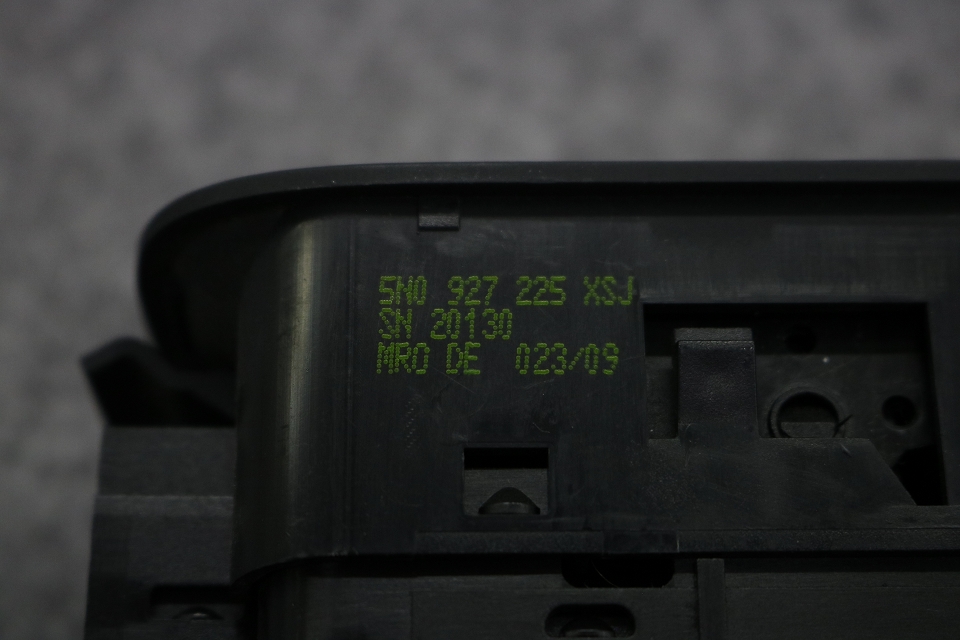 5N0 927 225 XSJ
SN 20130
MRO DE 023/09